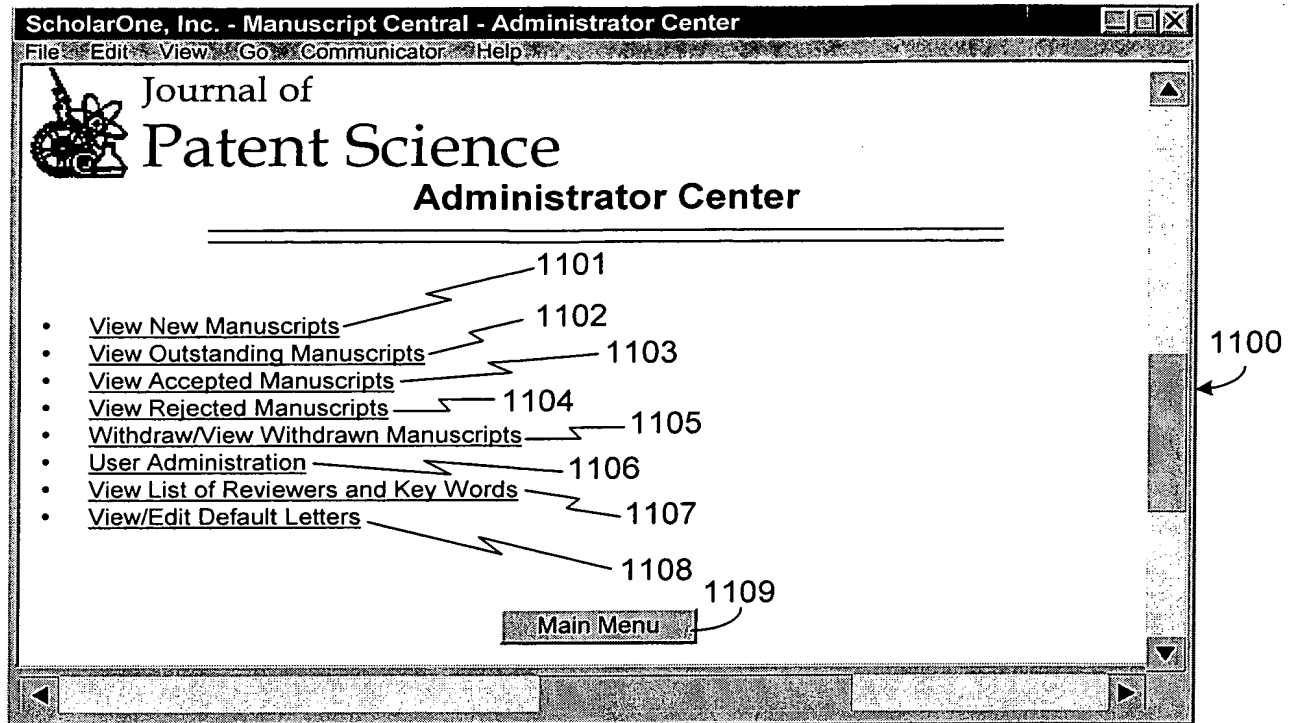 ScholarOne, Inc. - Manuscript Central - Administrator Center
File Edit View Go Communicator Help
Journal of
Patent Science
Administrator Center
1101
• View New Manuscripts
1102
• View Outstanding Manuscripts
1103
• View Accepted Manuscripts
1100
• View Rejected Manuscripts
1104
• Withdraw/View Withdrawn Manuscripts
1105
• User Administration
1106
• View List of Reviewers and Key Words
1107
• View/Edit Default Letters
1108
1109
Main Menu